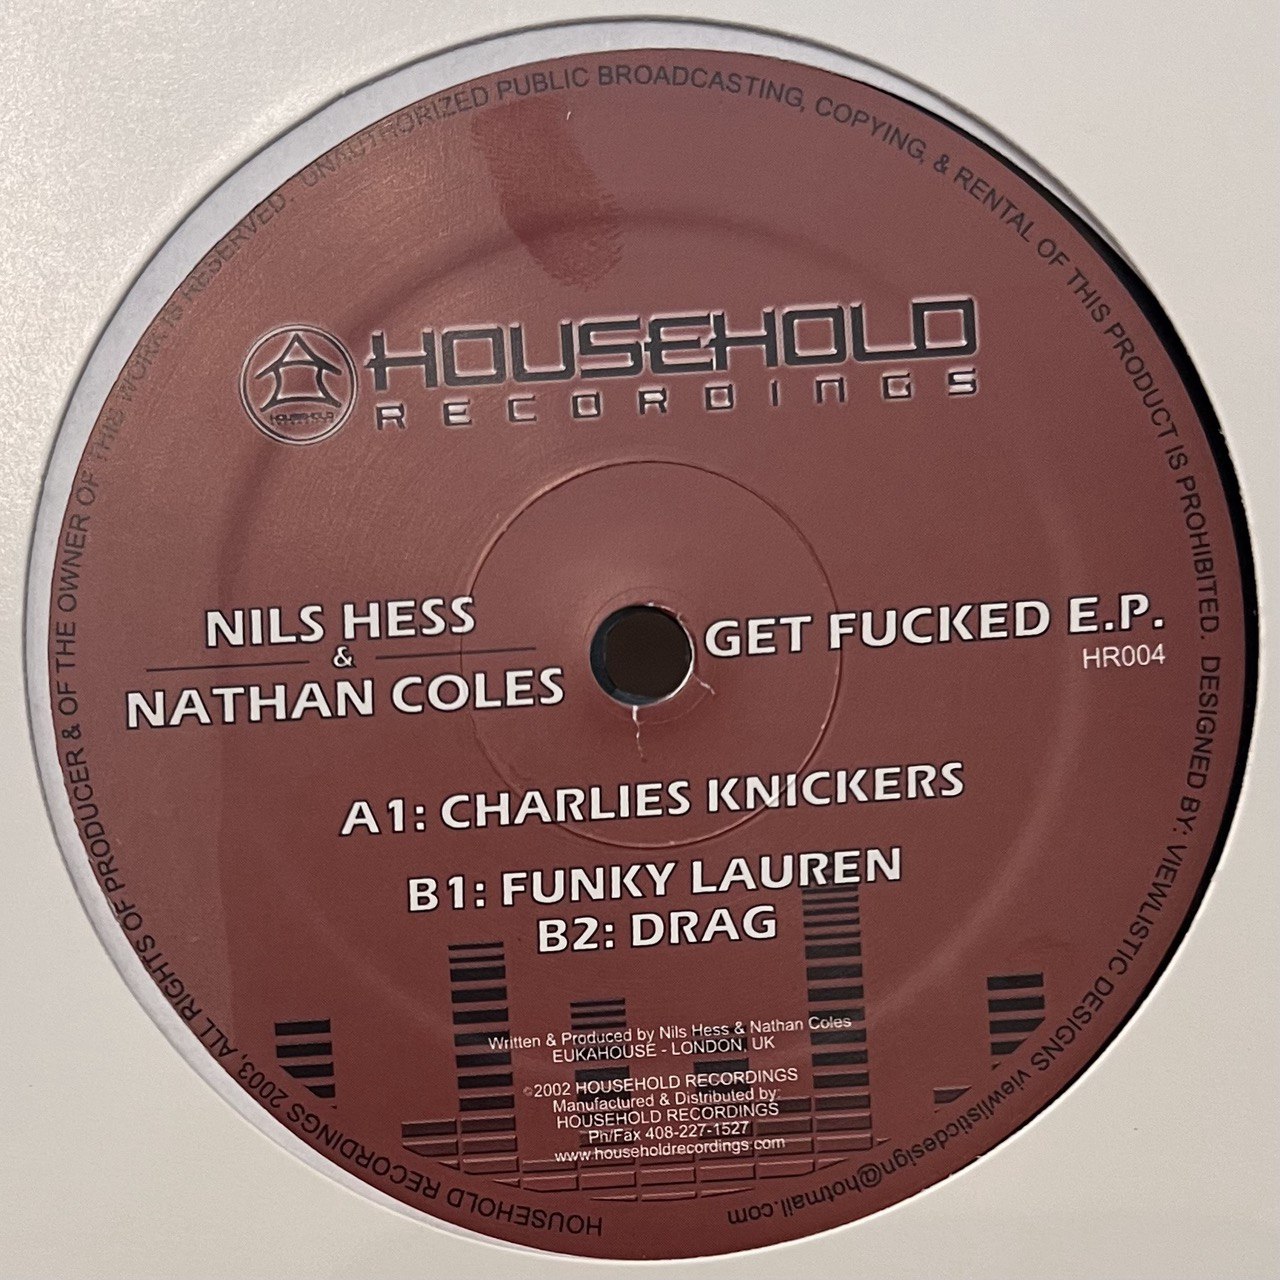 HOUSEHOLD
RECORDINGS
HOUSEHOLD
NILS HESS
&
NATHAN COLES
GET FUCKED E.P.
HR004
A1: CHARLIES KNICKERS
B1: FUNKY LAUREN
B2: DRAG
Written & Produced by Nils Hess & Nathan Coles
EUKAHOUSE - LONDON, UK
©2002 HOUSEHOLD RECORDINGS
Manufactured & Distributed by:
HOUSEHOLD RECORDINGS
Ph/Fax 408-227-1527
www.householdrecordings.com
HOUSEHOLD RECORDINGS 2003, ALL RIGHTS OF PRODUCER & OF THE OWNER OF THIS WORK IS RESERVED. UNAUTHORIZED PUBLIC BROADCASTING, COPYING, & RENTAL OF THIS PRODUCT IS PROHIBITED. DESIGNED BY: VIEWLISTIC DESIGNS viewlisticdesign@hotmail.com